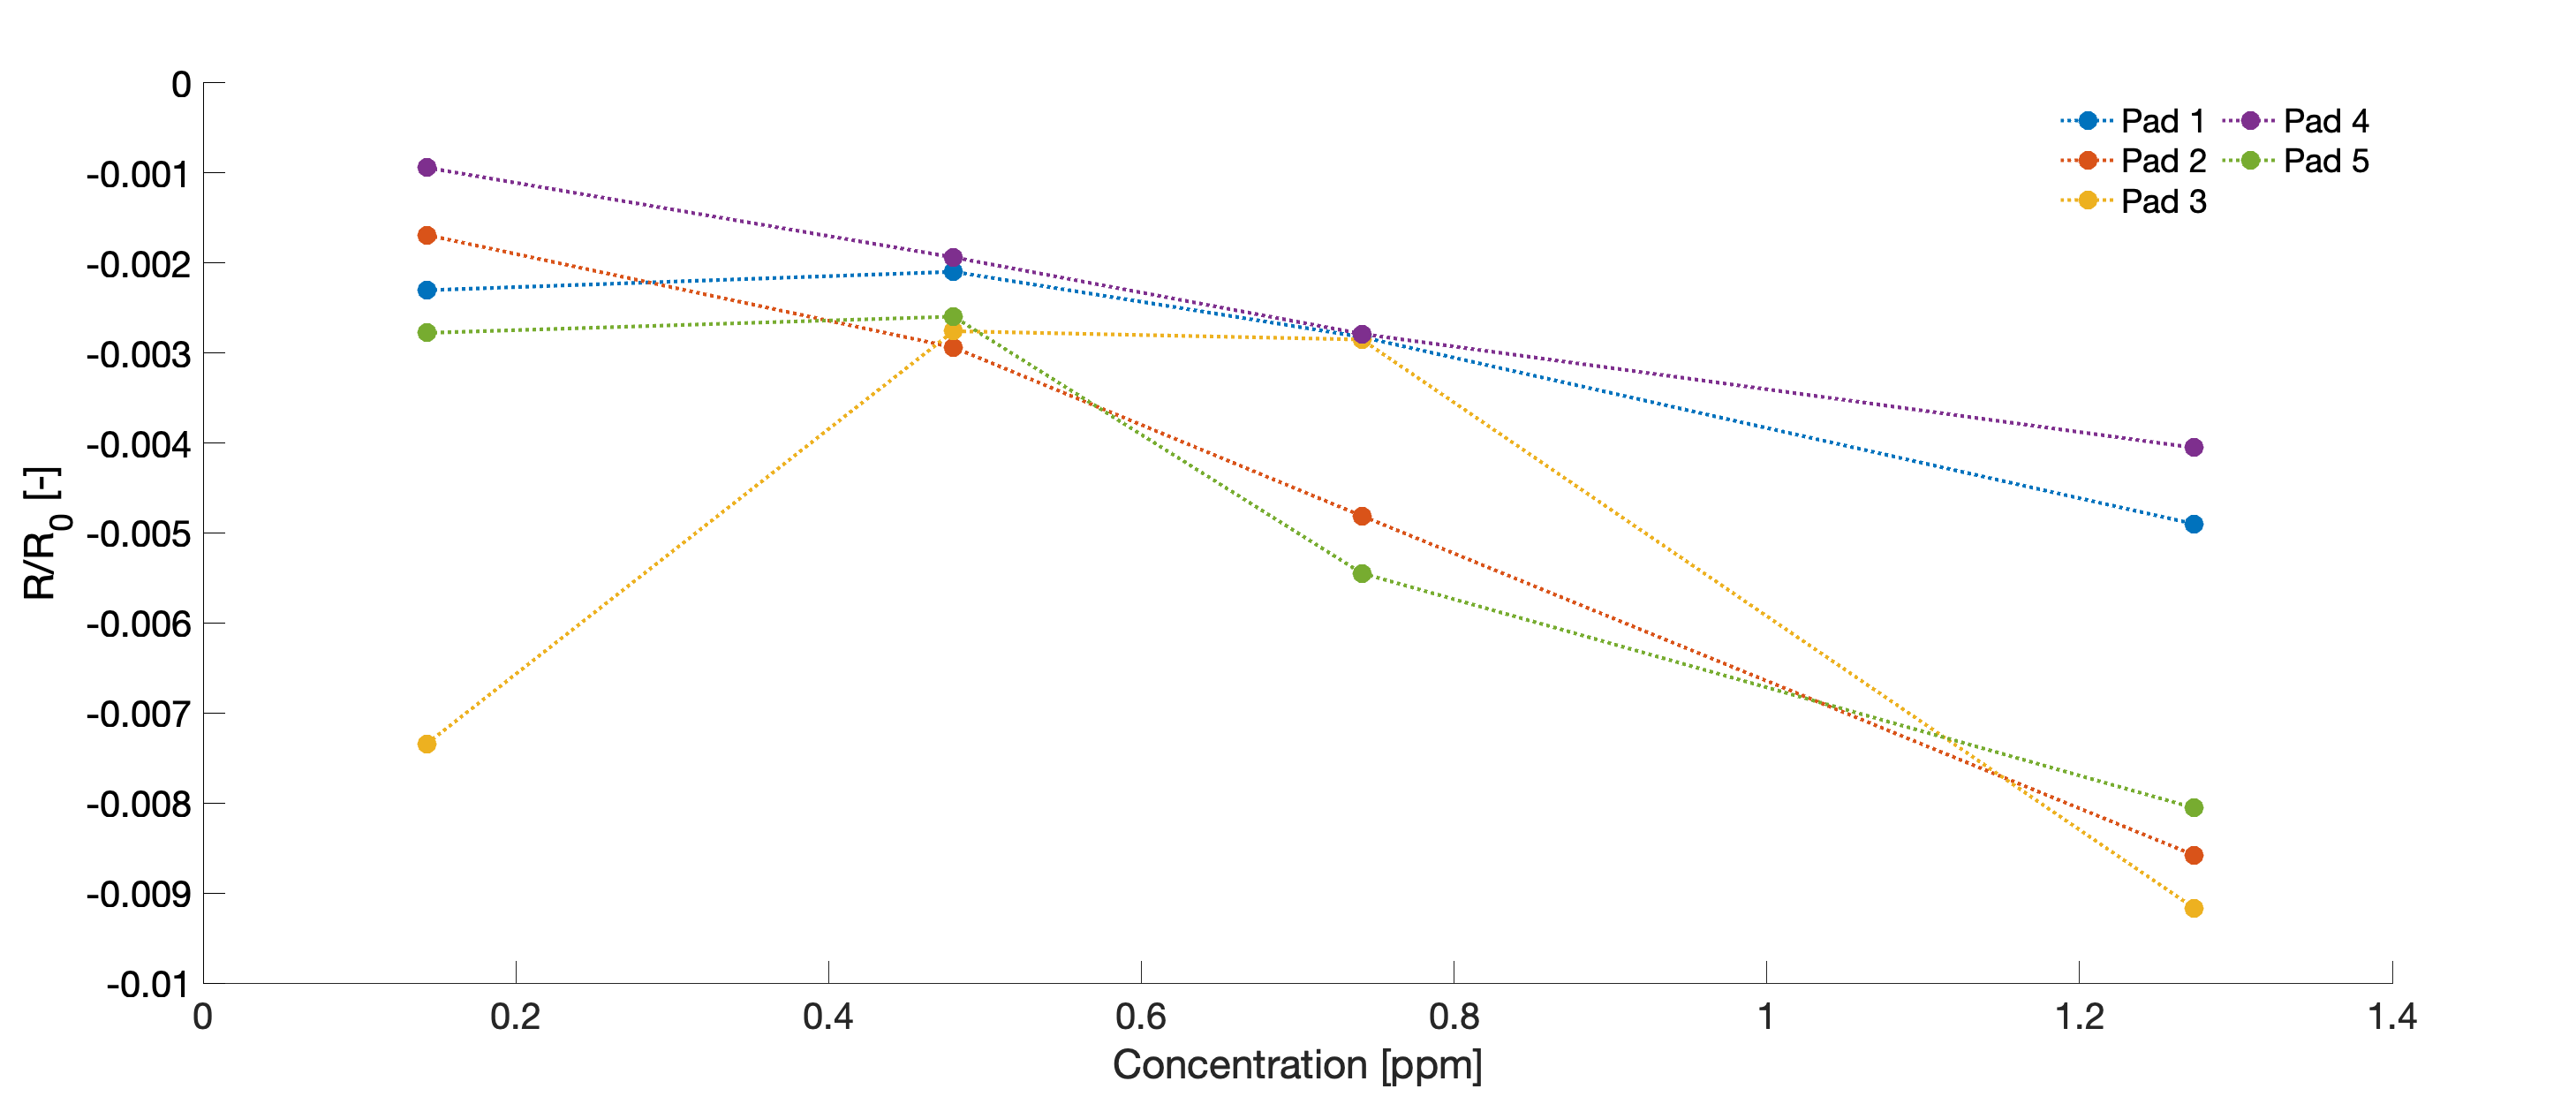 0
-0.001
-0.002
-0.003
-0.004
-0.005
-0.006
-0.007
-0.008
-0.009
-0.01
R/R0 [-]
0 0.2 0.4 0.6 0.8 1 1.2 1.4
Concentration [ppm]
Pad 1 Pad 4
Pad 2 Pad 5
Pad 3